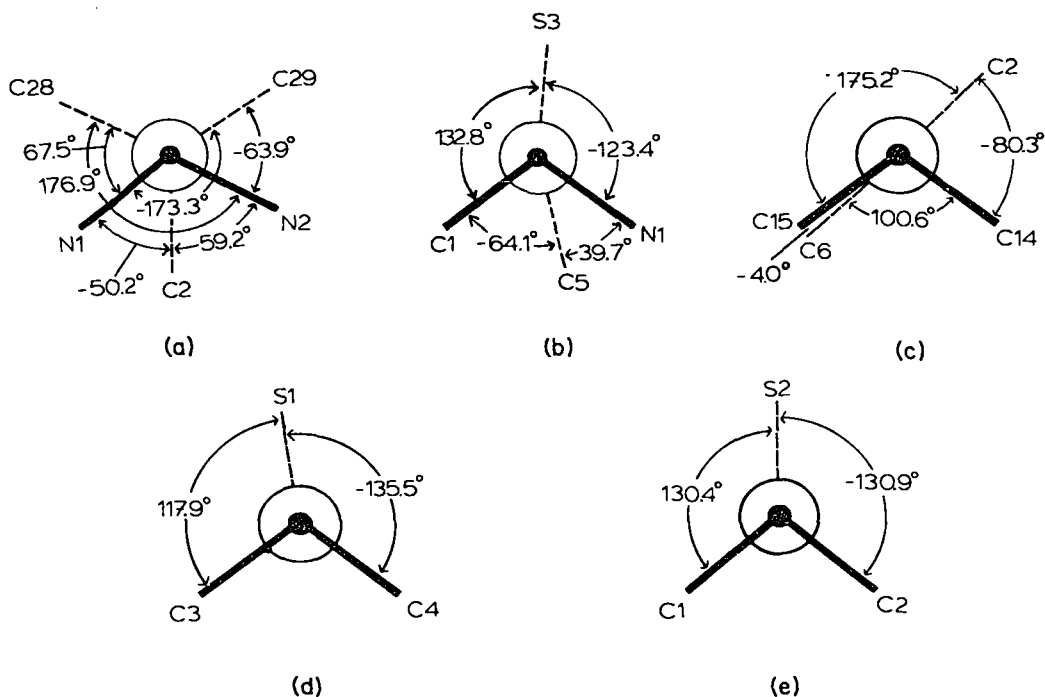 C28
C29
67.5°
176.9°
-63.9°
-173.3°
N1
N2
59.2°
-50.2°
C2
(a)
S3
132.8°
-123.4°
C1
N1
-64.1°
39.7°
C5
(b)
C2
-175.2°
-80.3°
C15
100.6°
C14
C6
-4.0°
(c)
S1
117.9°
-135.5°
C3
C4
(d)
S2
130.4°
-130.9°
C1
C2
(e)